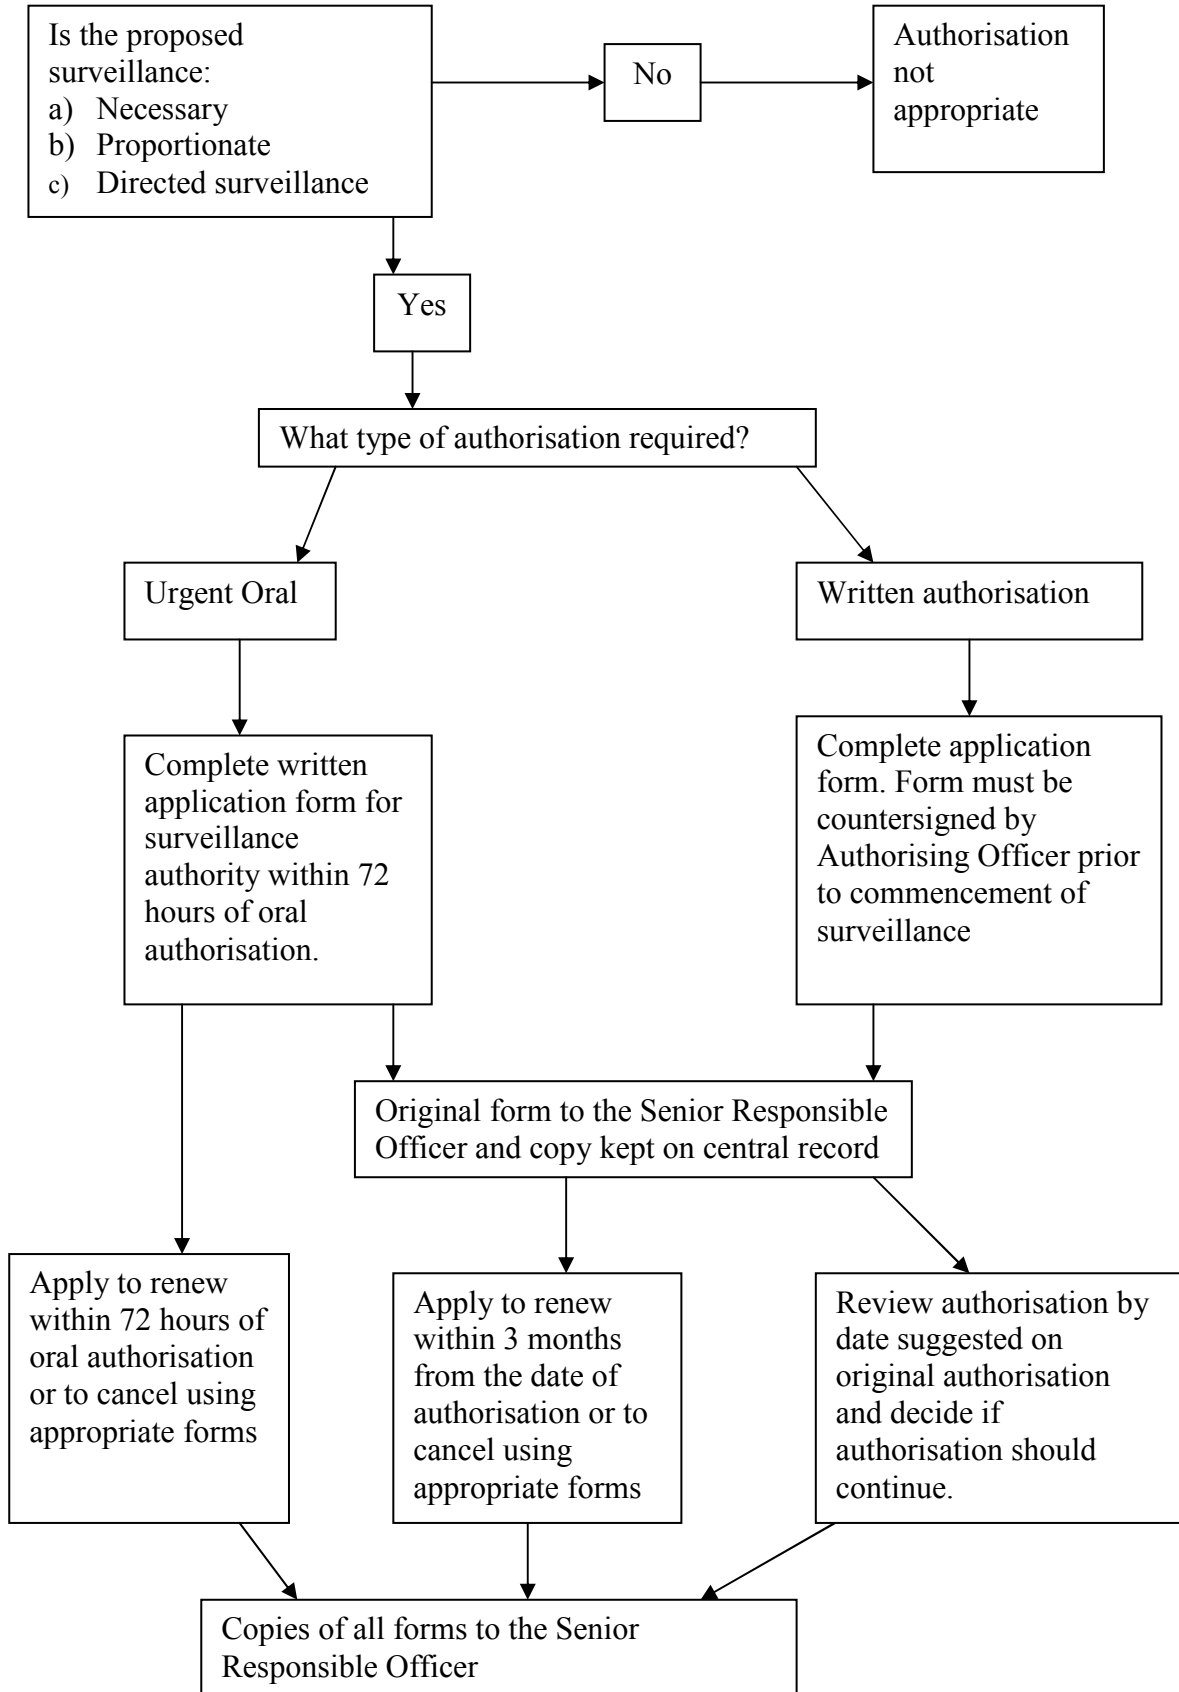 Is the proposed
surveillance:
a) Necessary
b) Proportionate
c) Directed surveillance
No
Authorisation
not
appropriate
Yes
What type of authorisation required?
Urgent Oral
Written authorisation
Complete written
application form for
surveillance
authority within 72
hours of oral
authorisation.
Complete application
form. Form must be
countersigned by
Authorising Officer prior
to commencement of
surveillance
Original form to the Senior Responsible
Officer and copy kept on central record
Apply to renew
within 72 hours of
oral authorisation
or to cancel using
appropriate forms
Apply to renew
within 3 months
from the date of
authorisation or to
cancel using
appropriate forms
Review authorisation by
date suggested on
original authorisation
and decide if
authorisation should
continue.
Copies of all forms to the Senior
Responsible Officer